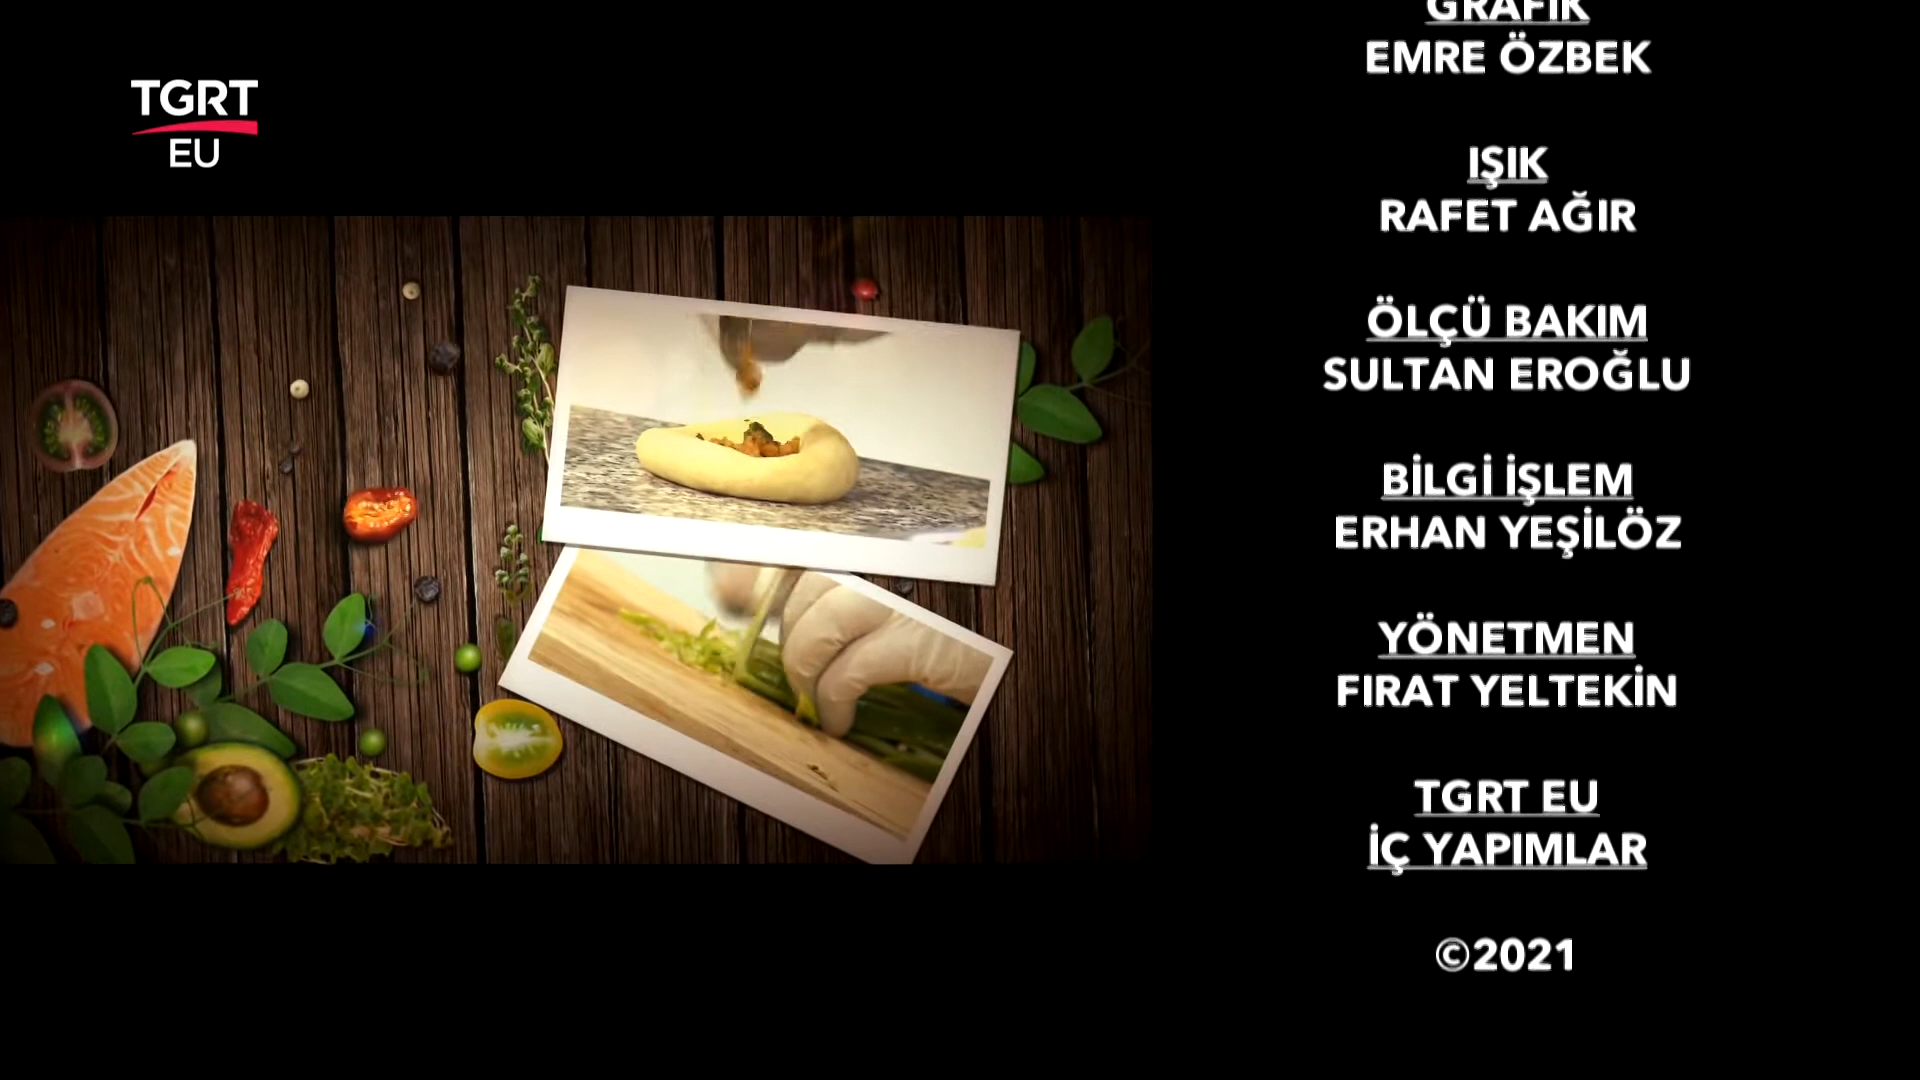 TGRT
EU
GRAFİK
EMRE ÖZBEK
IŞIK
RAFET AĞIR
ÖLÇÜ BAKIM
SULTAN EROĞLU
BİLGİ İŞLEM
ERHAN YEŞİLÖZ
YÖNETMEN
FIRAT YELTEKİN
TGRT EU
İÇ YAPIMLAR
©2021